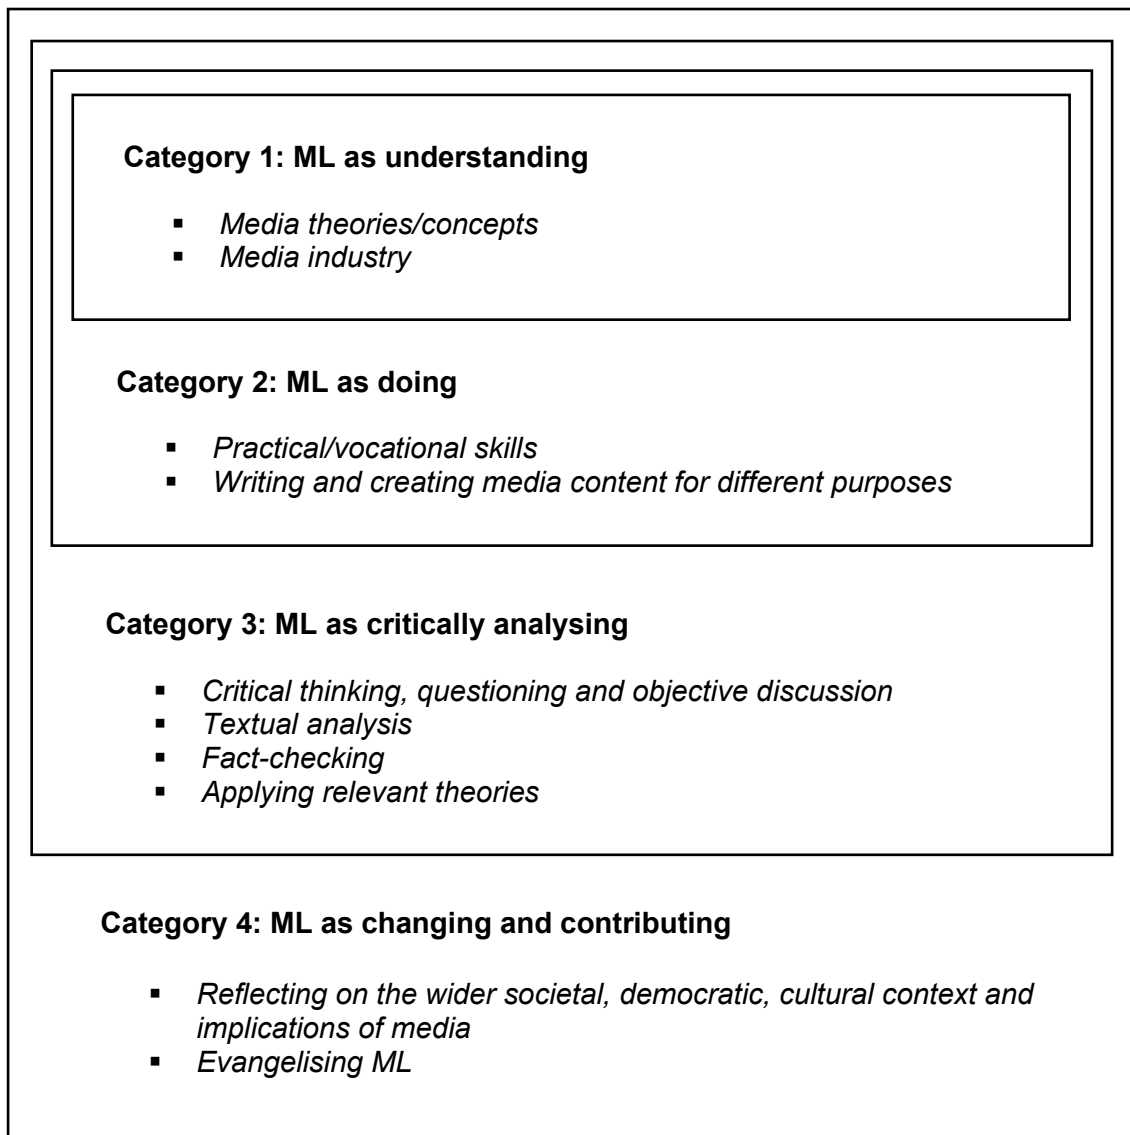 Category 1: ML as understanding
▪ Media theories/concepts
▪ Media industry
Category 2: ML as doing
▪ Practical/vocational skills
▪ Writing and creating media content for different purposes
Category 3: ML as critically analysing
▪ Critical thinking, questioning and objective discussion
▪ Textual analysis
▪ Fact-checking
▪ Applying relevant theories
Category 4: ML as changing and contributing
▪ Reflecting on the wider societal, democratic, cultural context and
implications of media
▪ Evangelising ML